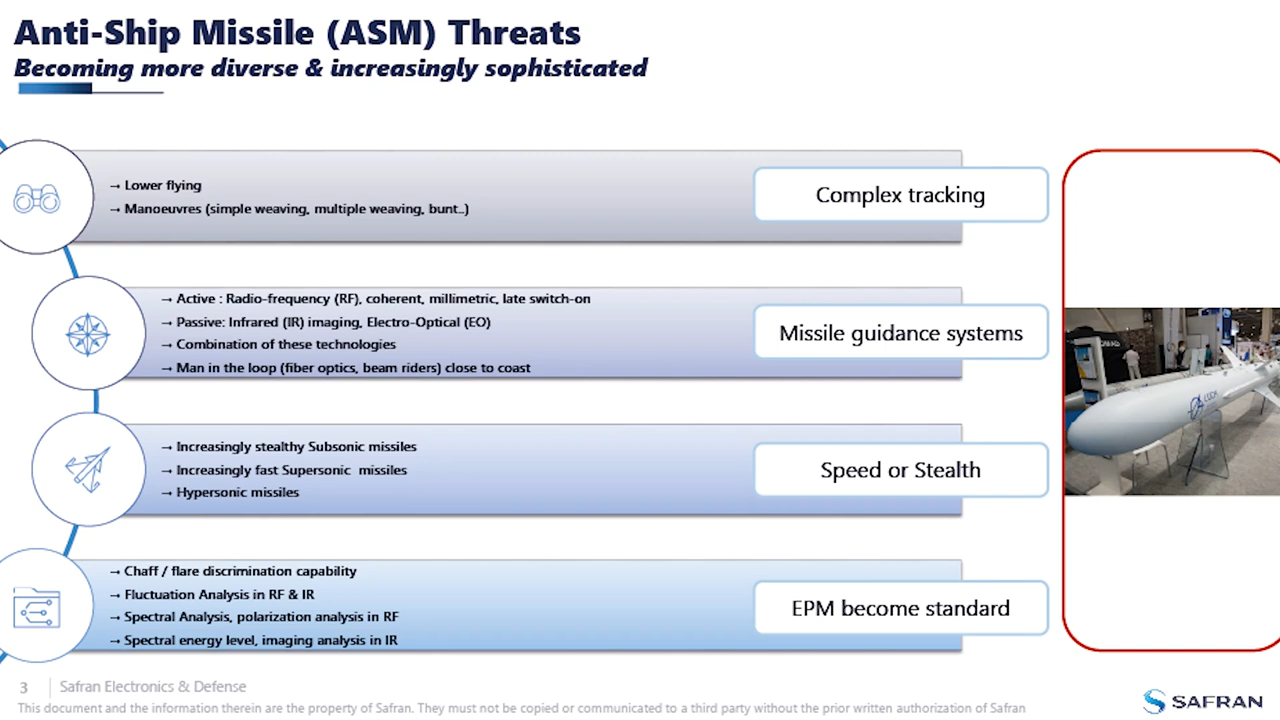 Anti-Ship Missile (ASM) Threats
Becoming more diverse & increasingly sophisticated
→ Lower flying
→ Manoeuvres (simple weaving, multiple weaving, bunt..)
Complex tracking
→ Active : Radio-frequency (RF), coherent, millimetric, late switch-on
→ Passive: Infrared (IR) imaging, Electro-Optical (EO)
→ Combination of these technologies
→ Man in the loop (fiber optics, beam riders) close to coast
Missile guidance systems
→ Increasingly stealthy Subsonic missiles
→ Increasingly fast Supersonic missiles
→ Hypersonic missiles
Speed or Stealth
→ Chaff / flare discrimination capability
→ Fluctuation Analysis in RF & IR
→ Spectral Analysis, polarization analysis in RF
→ Spectral energy level, imaging analysis in IR
EPM become standard
3
Safran Electronics & Defense
This document and the information therein are the property of Safran. They must not be copied or communicated to a third party without the prior written authorization of Safran
SAFRAN